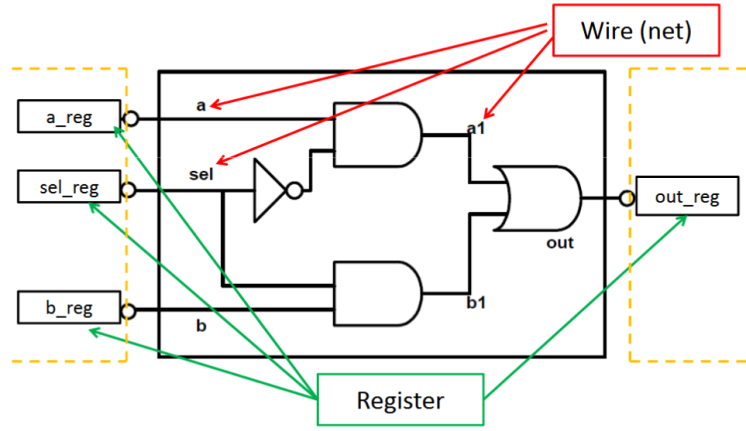 Wire (net)
a
a_reg
a1
sel
sel_reg
out_reg
out
b_reg
b1
b
Register